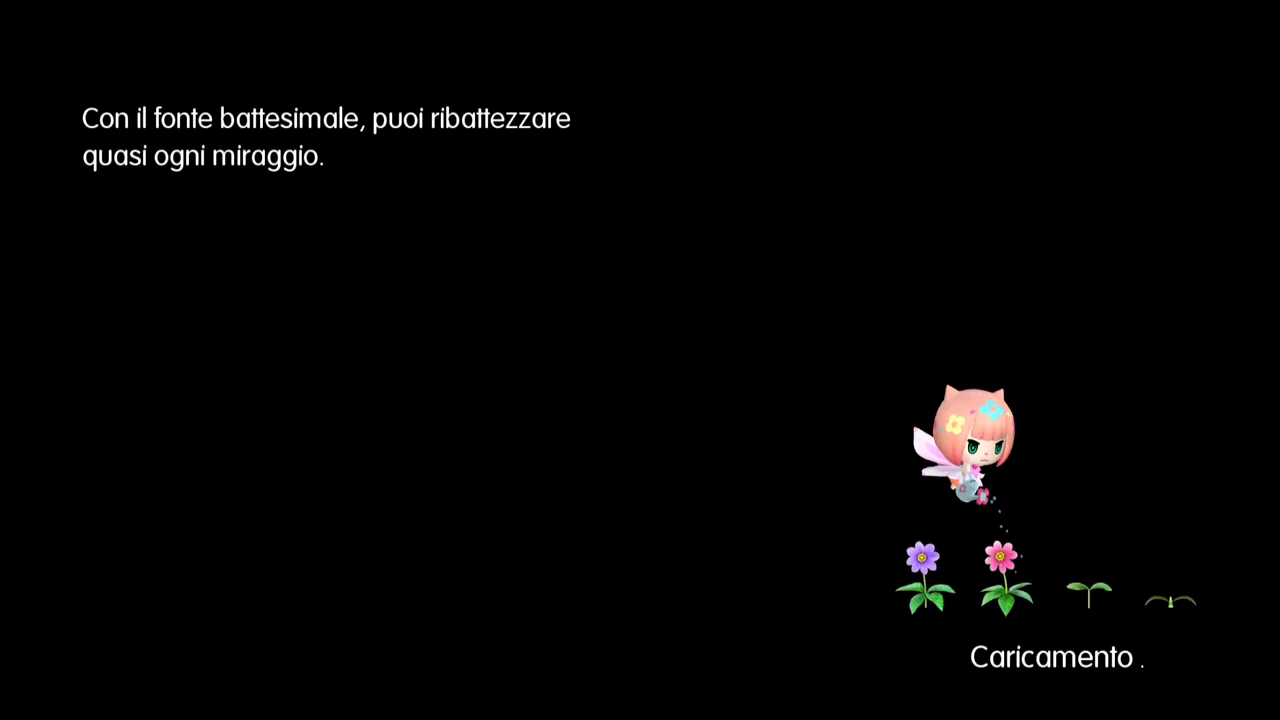 Con il fonte battesimale, puoi ribattezzare
quasi ogni miraggio.
Caricamento .